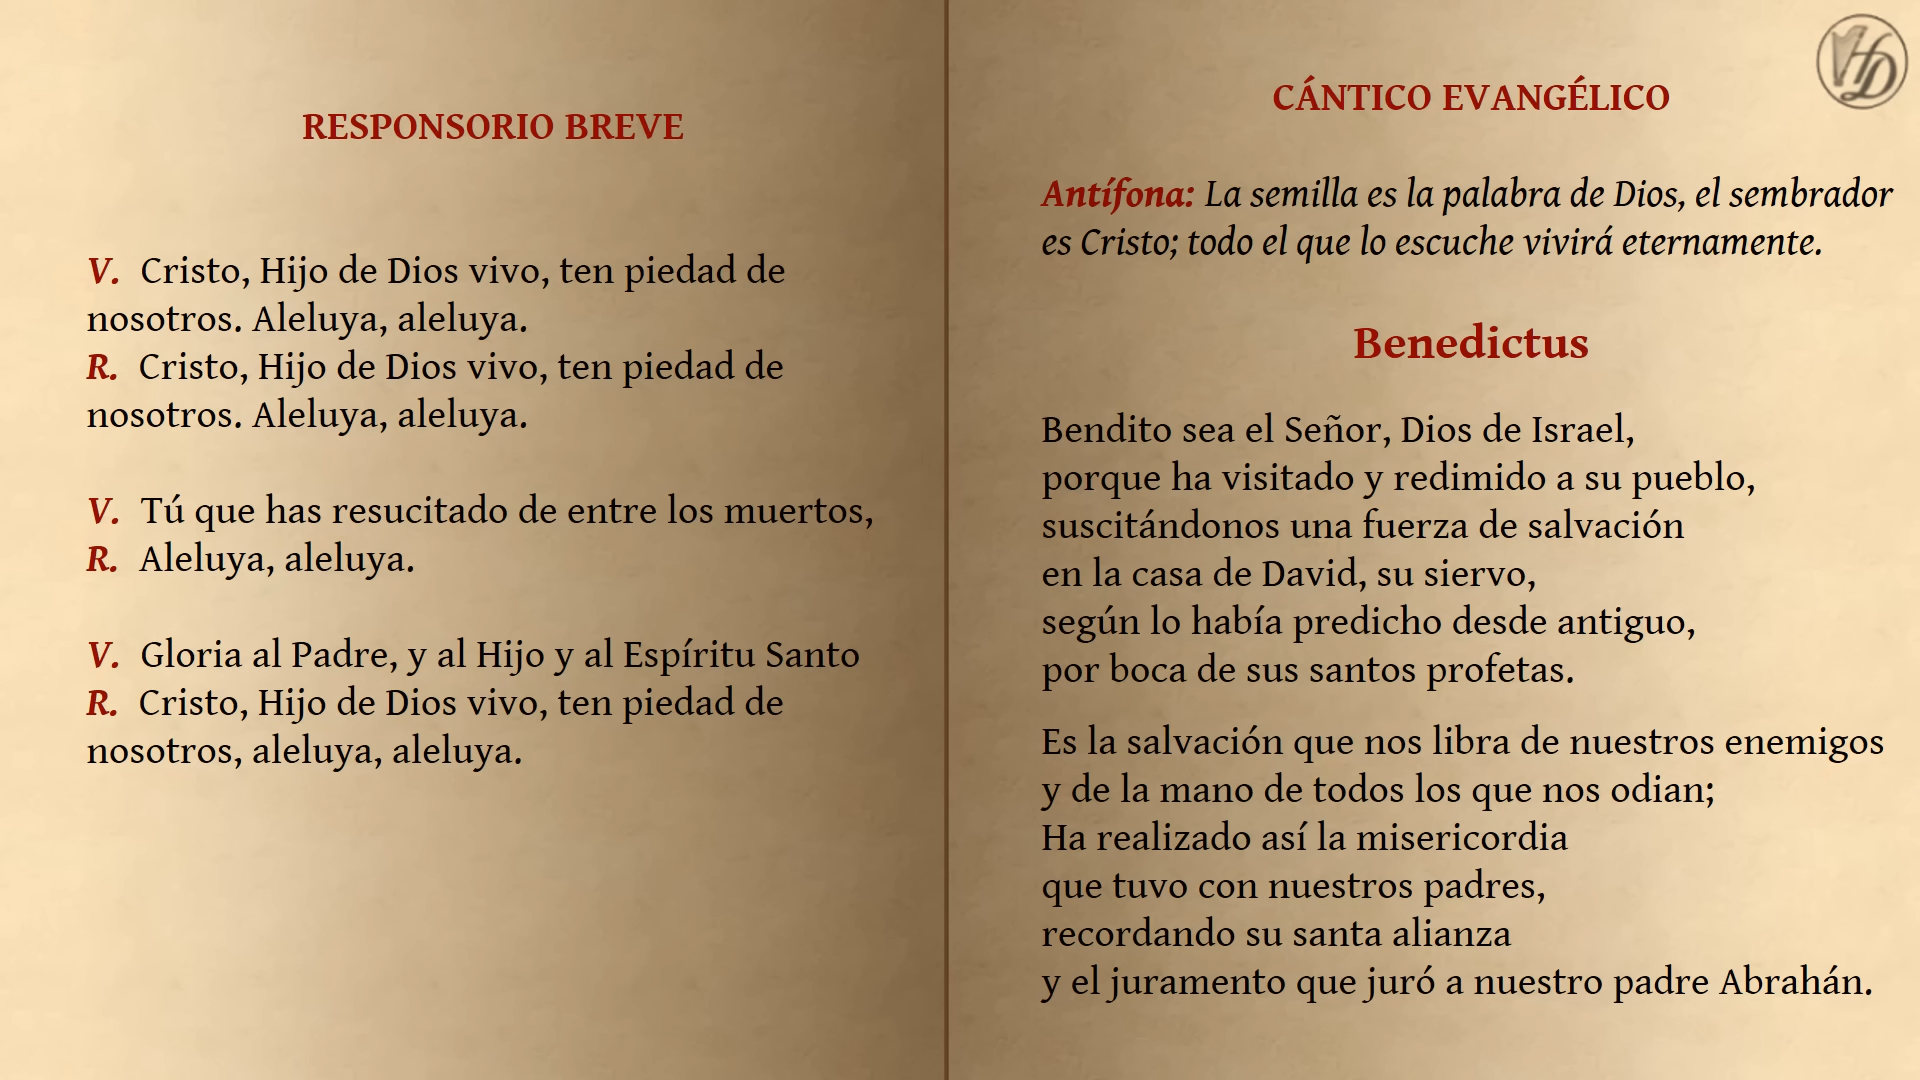 RESPONSORIO BREVE
V. Cristo, Hijo de Dios vivo, ten piedad de
nosotros. Aleluya, aleluya.
R. Cristo, Hijo de Dios vivo, ten piedad de
nosotros. Aleluya, aleluya.
V. Tú que has resucitado de entre los muertos,
R. Aleluya, aleluya.
V. Gloria al Padre, y al Hijo y al Espíritu Santo
R. Cristo, Hijo de Dios vivo, ten piedad de
nosotros, aleluya, aleluya.
HD
CÁNTICO EVANGÉLICO
Antífona: La semilla es la palabra de Dios, el sembrador
es Cristo; todo el que lo escuche vivirá eternamente.
Benedictus
Bendito sea el Señor, Dios de Israel,
porque ha visitado y redimido a su pueblo,
suscitándonos una fuerza de salvación
en la casa de David, su siervo,
según lo había predicho desde antiguo,
por boca de sus santos profetas.
Es la salvación que nos libra de nuestros enemigos
y de la mano de todos los que nos odian;
Ha realizado así la misericordia
que tuvo con nuestros padres,
recordando su santa alianza
y el juramento que juró a nuestro padre Abrahán.